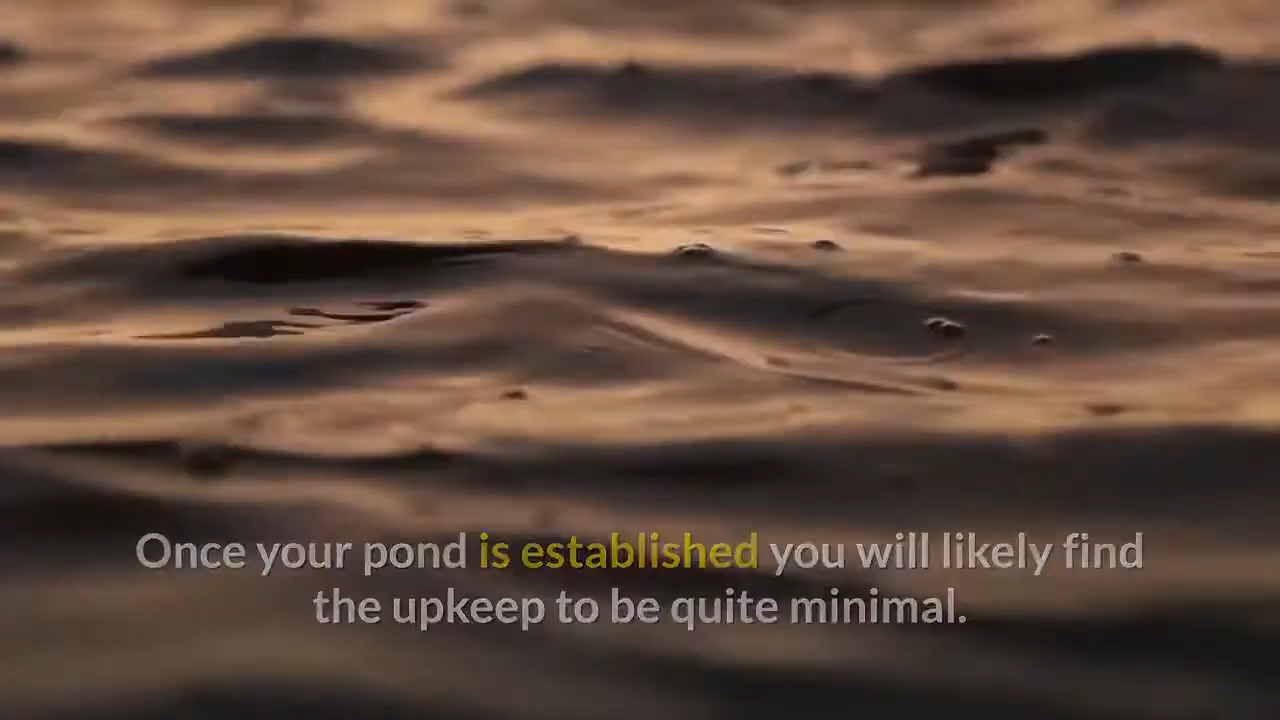 Once your pond is established you will likely find
the upkeep to be quite minimal.